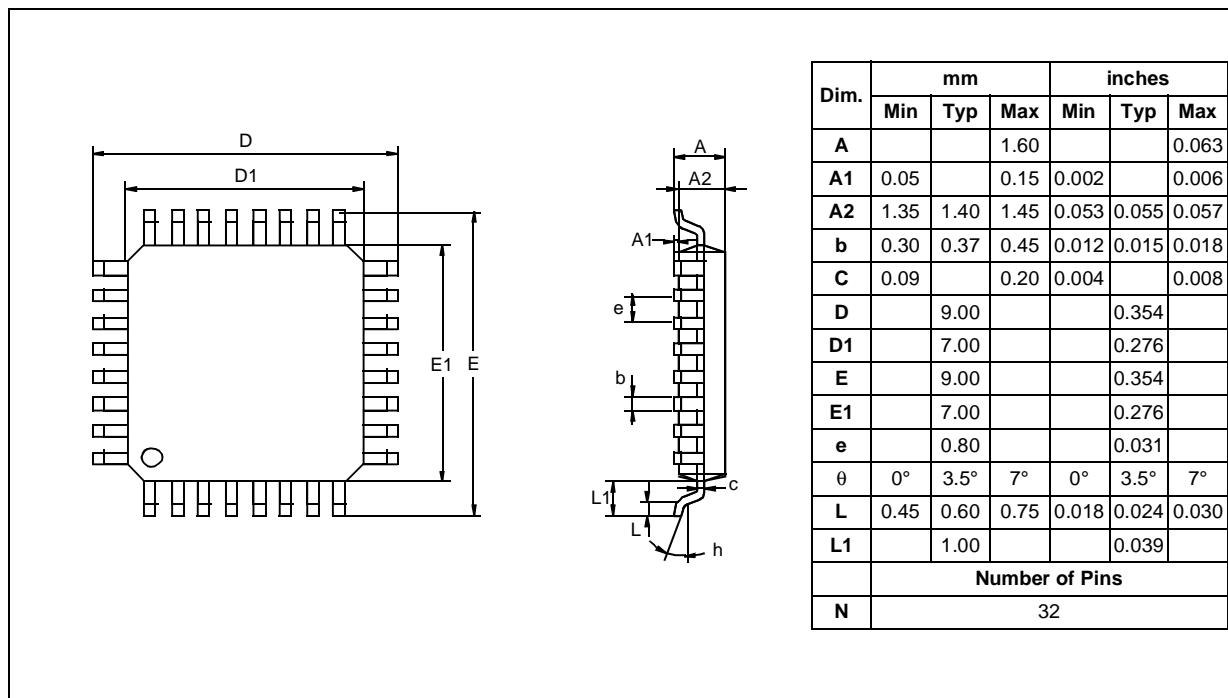 D
D1
E1
E
A
A2
A1
e
b
c
L1
L
h
Dim. mm inches
Min Typ Max Min Typ Max
A 1.60 0.063
A1 0.05 0.15 0.002 0.006
A2 1.35 1.40 1.45 0.053 0.055 0.057
b 0.30 0.37 0.45 0.012 0.015 0.018
C 0.09 0.20 0.004 0.008
D 9.00 0.354
D1 7.00 0.276
E 9.00 0.354
E1 7.00 0.276
e 0.80 0.031
θ 0° 3.5° 7° 0° 3.5° 7°
L 0.45 0.60 0.75 0.018 0.024 0.030
L1 1.00 0.039
Number of Pins
N 32